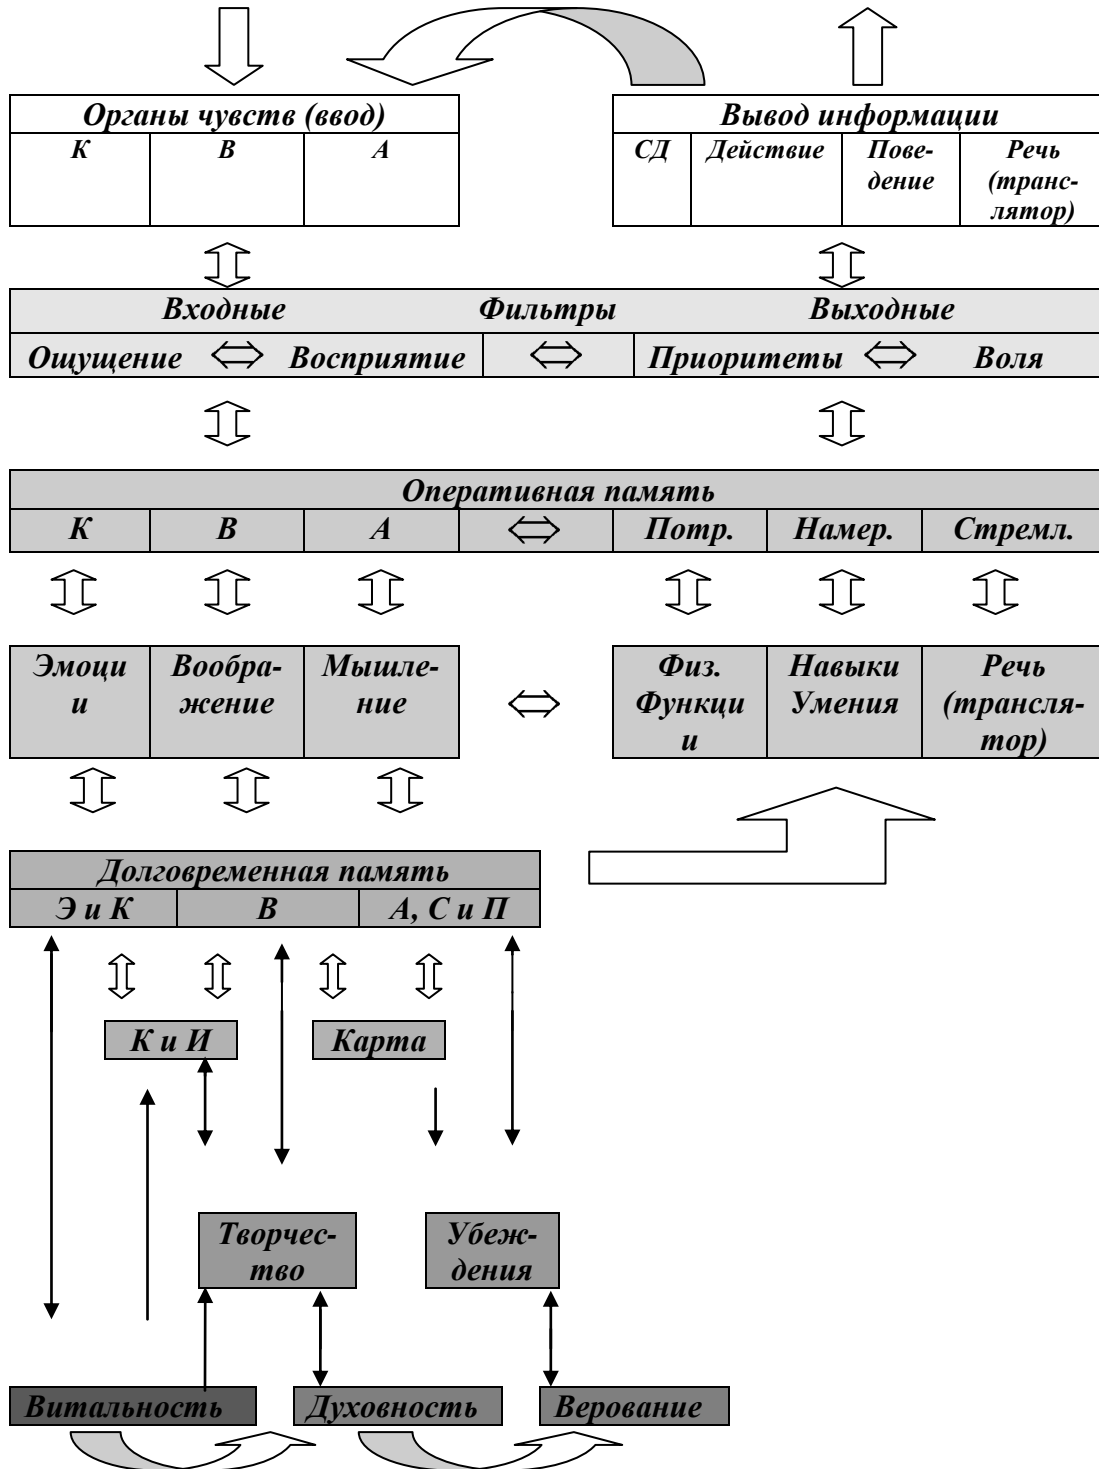 Органы чувств (ввод)
К В А
Вывод информации
СД Действие Пове-
дение Речь
(транс-
лятор)
Входные Фильтры Выходные
Ощущение Восприятие Приоритеты Воля
Оперативная память
К В А Потр. Намер. Стремл.
Эмоци
и
Вообра-
жение
Мышле-
ние
Физ.
Функци
и
Навыки
Умения
Речь
(трансля-
тор)
Долговременная память
Э и К В А, С и П
К и И Карта
Творчес-
тво
Убеж-
дения
Витальность Духовность Верование